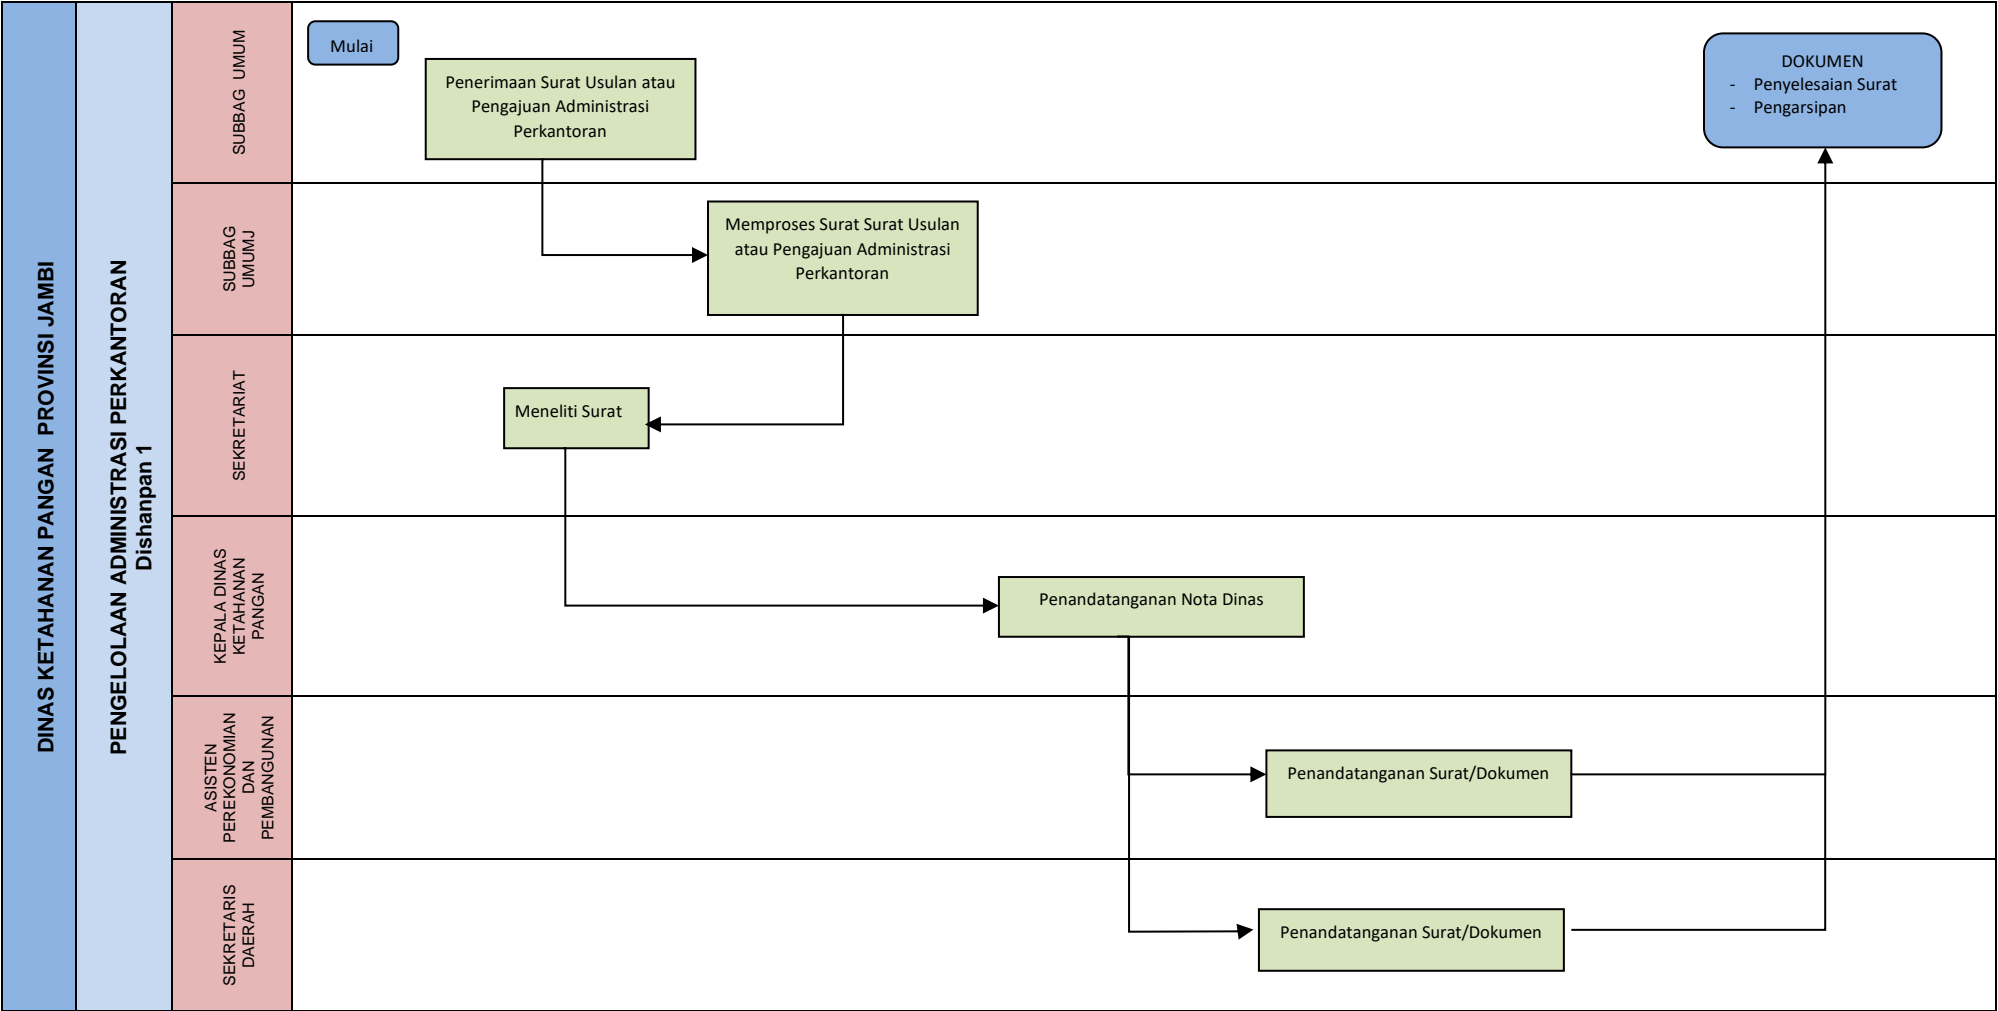 DINAS KETAHANAN PANGAN PROVINSI JAMBI
PENGELOLAAN ADMINISTRASI PERKANTORAN
Dishanpan 1
SUBBAG UMUM
Mulai
Penerimaan Surat Usulan atau
Pengajuan Administrasi
Perkantoran
DOKUMEN
- Penyelesaian Surat
- Pengarsipan
SUBBAG
UMUMJ
Memproses Surat Surat Usulan
atau Pengajuan Administrasi
Perkantoran
SEKRETARIAT
Meneliti Surat
KEPALA DINAS
KETAHANAN
PANGAN
Penandatanganan Nota Dinas
ASISTEN
PEREKONOMIAN
DAN
PEMBANGUNAN
Penandatanganan Surat/Dokumen
SEKRETARIS
DAERAH
Penandatanganan Surat/Dokumen